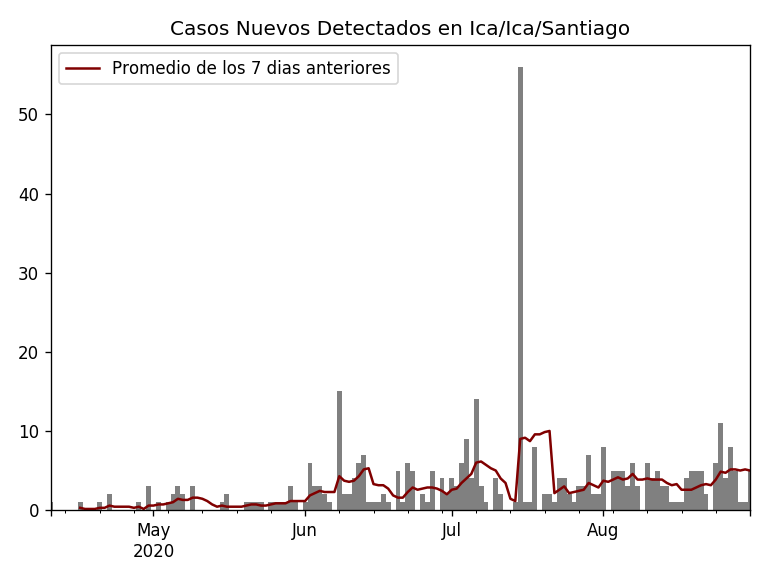 Casos Nuevos Detectados en Ica/Ica/Santiago
Promedio de los 7 dias anteriores
50
40
30
20
10
0
May
2020
Jun
Jul
Aug